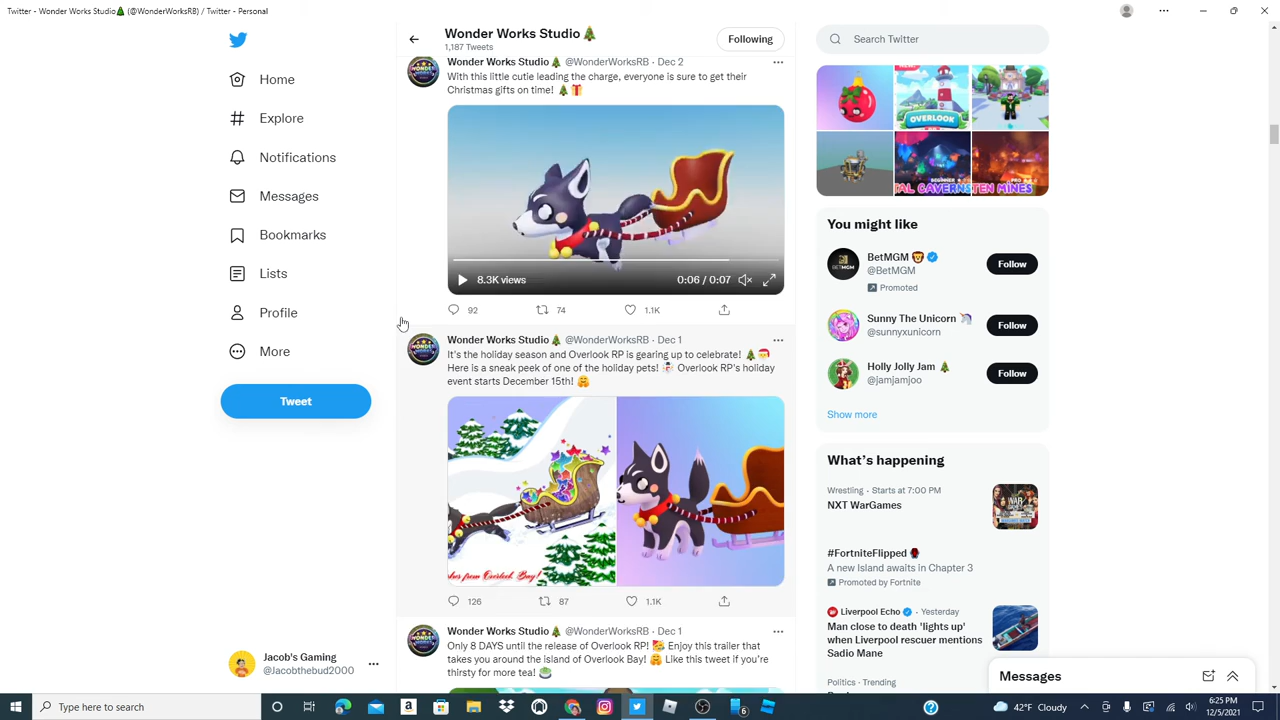 Twitter - Wonder Works Studio🎄 (@WonderWorksRB) / Twitter - Personal
Home
Explore
Notifications
Messages
Bookmarks
Lists
Profile
More
Tweet
Jacob's Gaming
@Jacobthebud2000
Wonder Works Studio🎄
1,187 Tweets
Following
Wonder Works Studio🎄 @WonderWorksRB · Dec 2
With this little cutie leading the charge, everyone is sure to get their
Christmas gifts on time! 🎄🎁
8.3K views
0:06 / 0:07
92 74 1.1K
Wonder Works Studio🎄 @WonderWorksRB · Dec 1
It's the holiday season and Overlook RP is gearing up to celebrate! 🎄🎅
Here is a sneak peek of one of the holiday pets! ⛄ Overlook RP's holiday
event starts December 15th! 🤗
from Overlook Bay!
126 87 1.1K
Wonder Works Studio🎄 @WonderWorksRB · Dec 1
Only 8 DAYS until the release of Overlook RP! 🥰 Enjoy this trailer that
takes you around the island of Overlook Bay! 🤗 Like this tweet if you're
thirsty for more tea! 🍵
Search Twitter
OVERLOOK
BEGINNER
TAL CAVERNS
PRO
TEN MINES
You might like
BetMGM 🦁
@BetMGM
Promoted
Follow
Sunny The Unicorn 🦄
@sunnyxunicorn
Follow
Holly Jolly Jam 🎄
@jamjamjoo
Follow
Show more
What's happening
Wrestling · Starts at 7:00 PM
NXT WarGames
#FortniteFlipped
A new Island awaits in Chapter 3
Promoted by Fortnite
Liverpool Echo · Yesterday
Man close to death 'lights up'
when Liverpool rescuer mentions
Sadio Mane
Politics · Trending
Messages
Type here to search
42°F Cloudy
6:25 PM
12/5/2021